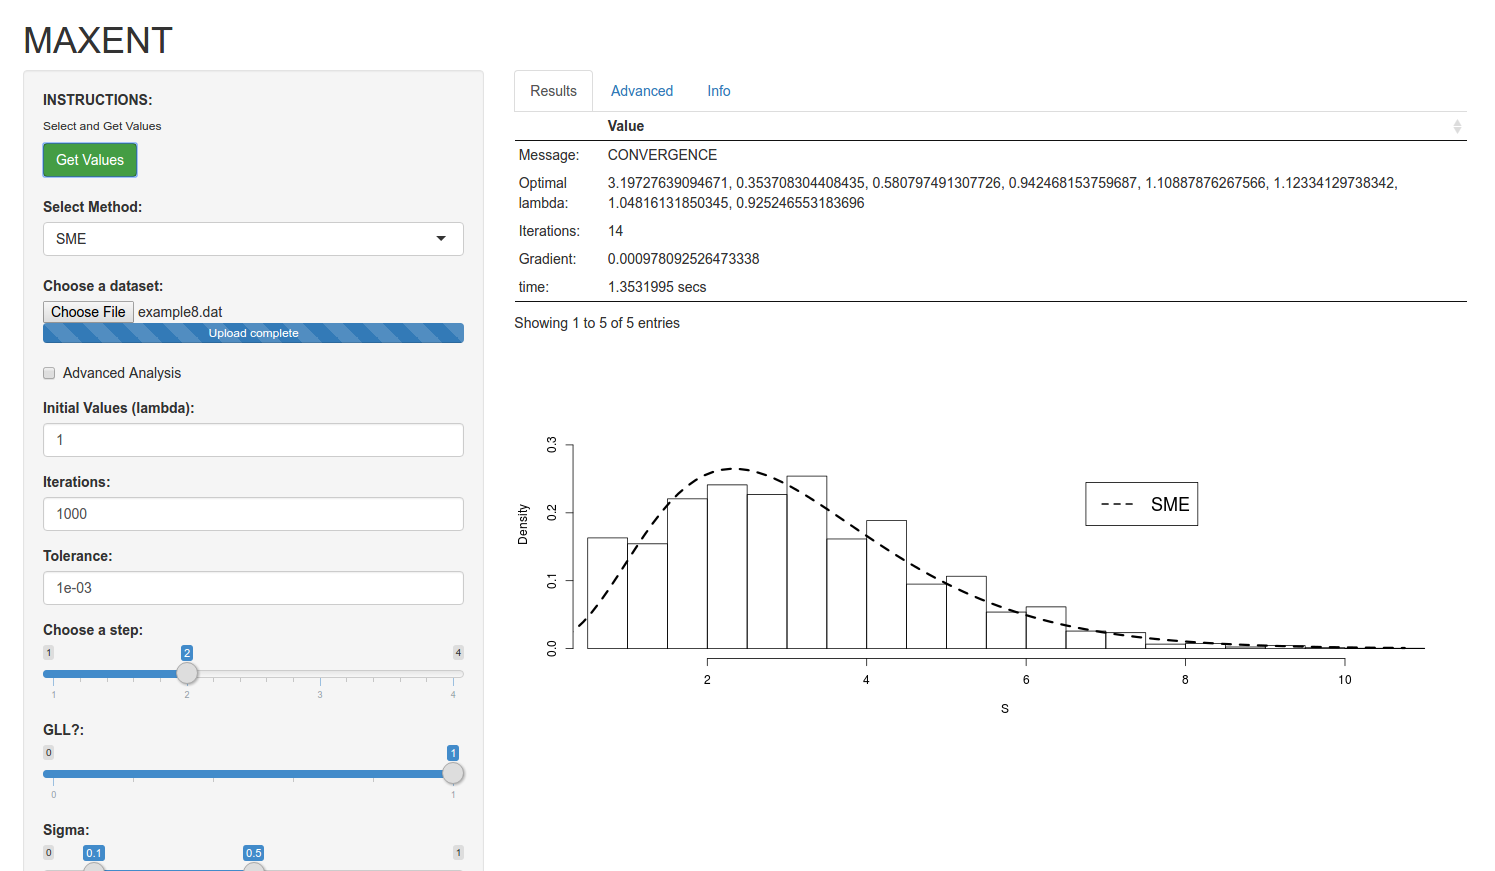 MAXENT
INSTRUCTIONS:
Select and Get Values
Get Values
Select Method:
SME
Choose a dataset:
Choose File example8.dat
Upload complete
Advanced Analysis
Initial Values (lambda):
1
Iterations:
1000
Tolerance:
1e-03
Choose a step:
1 2 4
1 2 3 4
GLL?:
0 1
0 1
Sigma:
0 0.1 0.5 1
Results Advanced Info
Value
Message: CONVERGENCE
Optimal 3.19727639094671, 0.353708304408435, 0.580797491307726, 0.942468153759687, 1.10887876267566, 1.12334129738342,
lambda: 1.04816131850345, 0.925246553183696
Iterations: 14
Gradient: 0.000978092526473338
time: 1.3531995 secs
Showing 1 to 5 of 5 entries
Density
0.3
0.2
0.1
0.0
SME
2 4 6 8 10
S